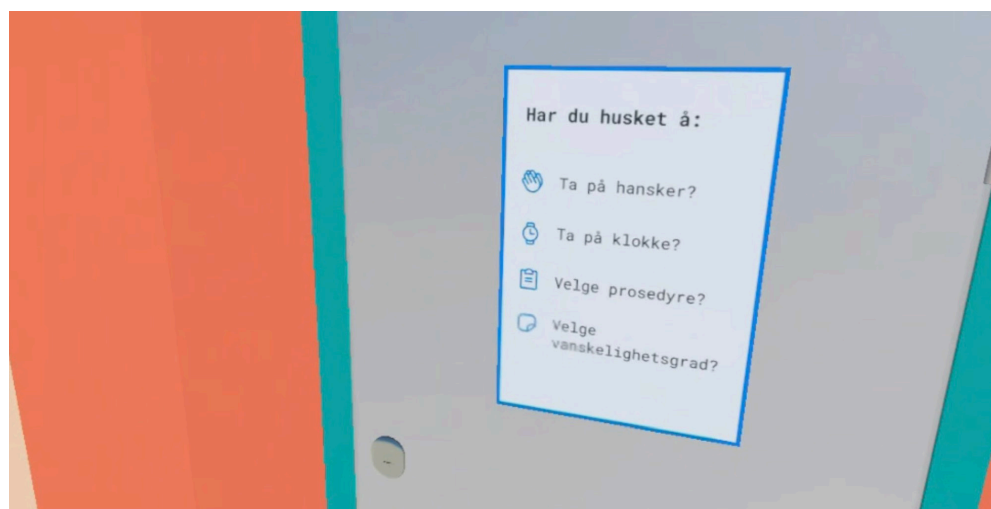 Har du husket å:
Ta på hansker?
Ta på klokke?
Velge prosedyre?
Velge
vanskelighetsgrad?